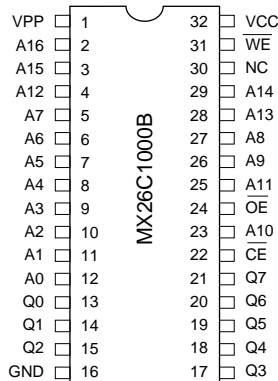 VPP 1 32 VCC
A16 2 31 WE
A15 3 30 NC
A12 4 29 A14
A7 5 28 A13
A6 6 27 A8
A5 7 26 A9
A4 8 25 A11
A3 9 24 OE
A2 10 23 A10
A1 11 22 CE
A0 12 21 Q7
Q0 13 20 Q6
Q1 14 19 Q5
Q2 15 18 Q4
GND 16 17 Q3
MX26C1000B